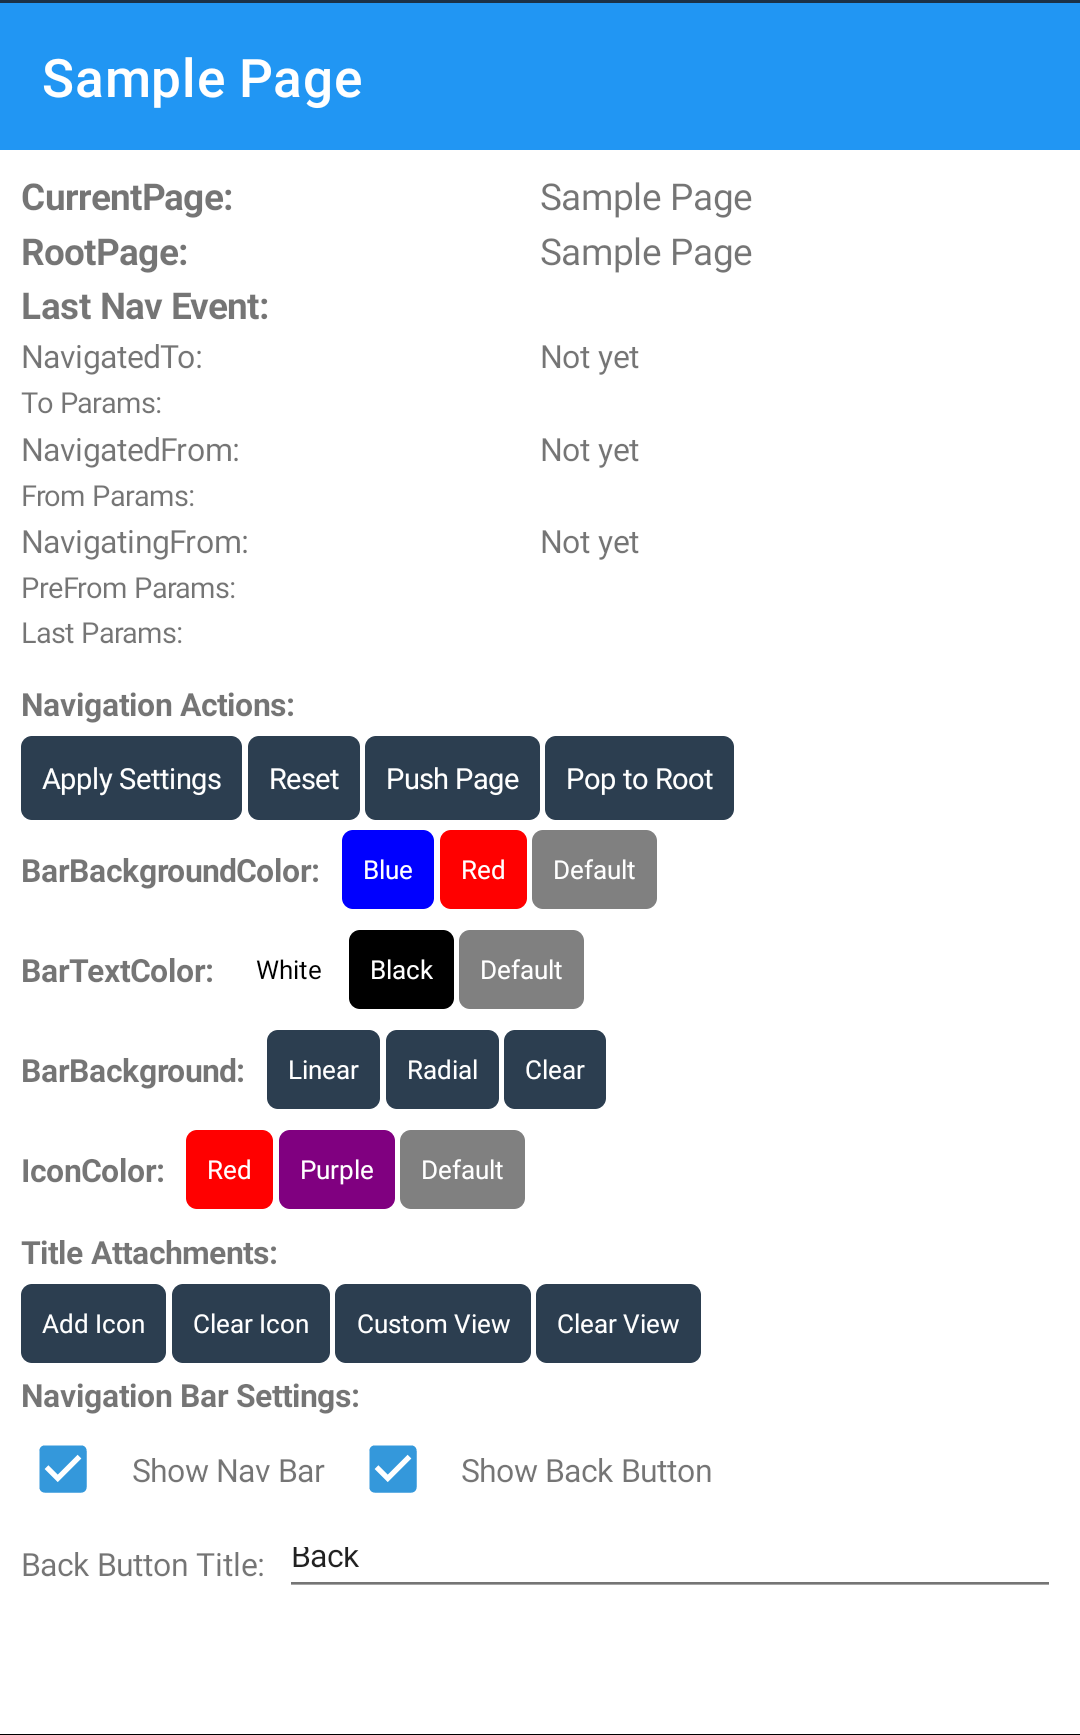 Sample Page
CurrentPage: Sample Page
RootPage: Sample Page
Last Nav Event:
NavigatedTo: Not yet
To Params:
NavigatedFrom: Not yet
From Params:
NavigatingFrom: Not yet
PreFrom Params:
Last Params:
Navigation Actions:
Apply Settings Reset Push Page Pop to Root
BarBackgroundColor: Blue Red Default
BarTextColor: White Black Default
BarBackground: Linear Radial Clear
IconColor: Red Purple Default
Title Attachments:
Add Icon Clear Icon Custom View Clear View
Navigation Bar Settings:
Show Nav Bar Show Back Button
Back Button Title: Back